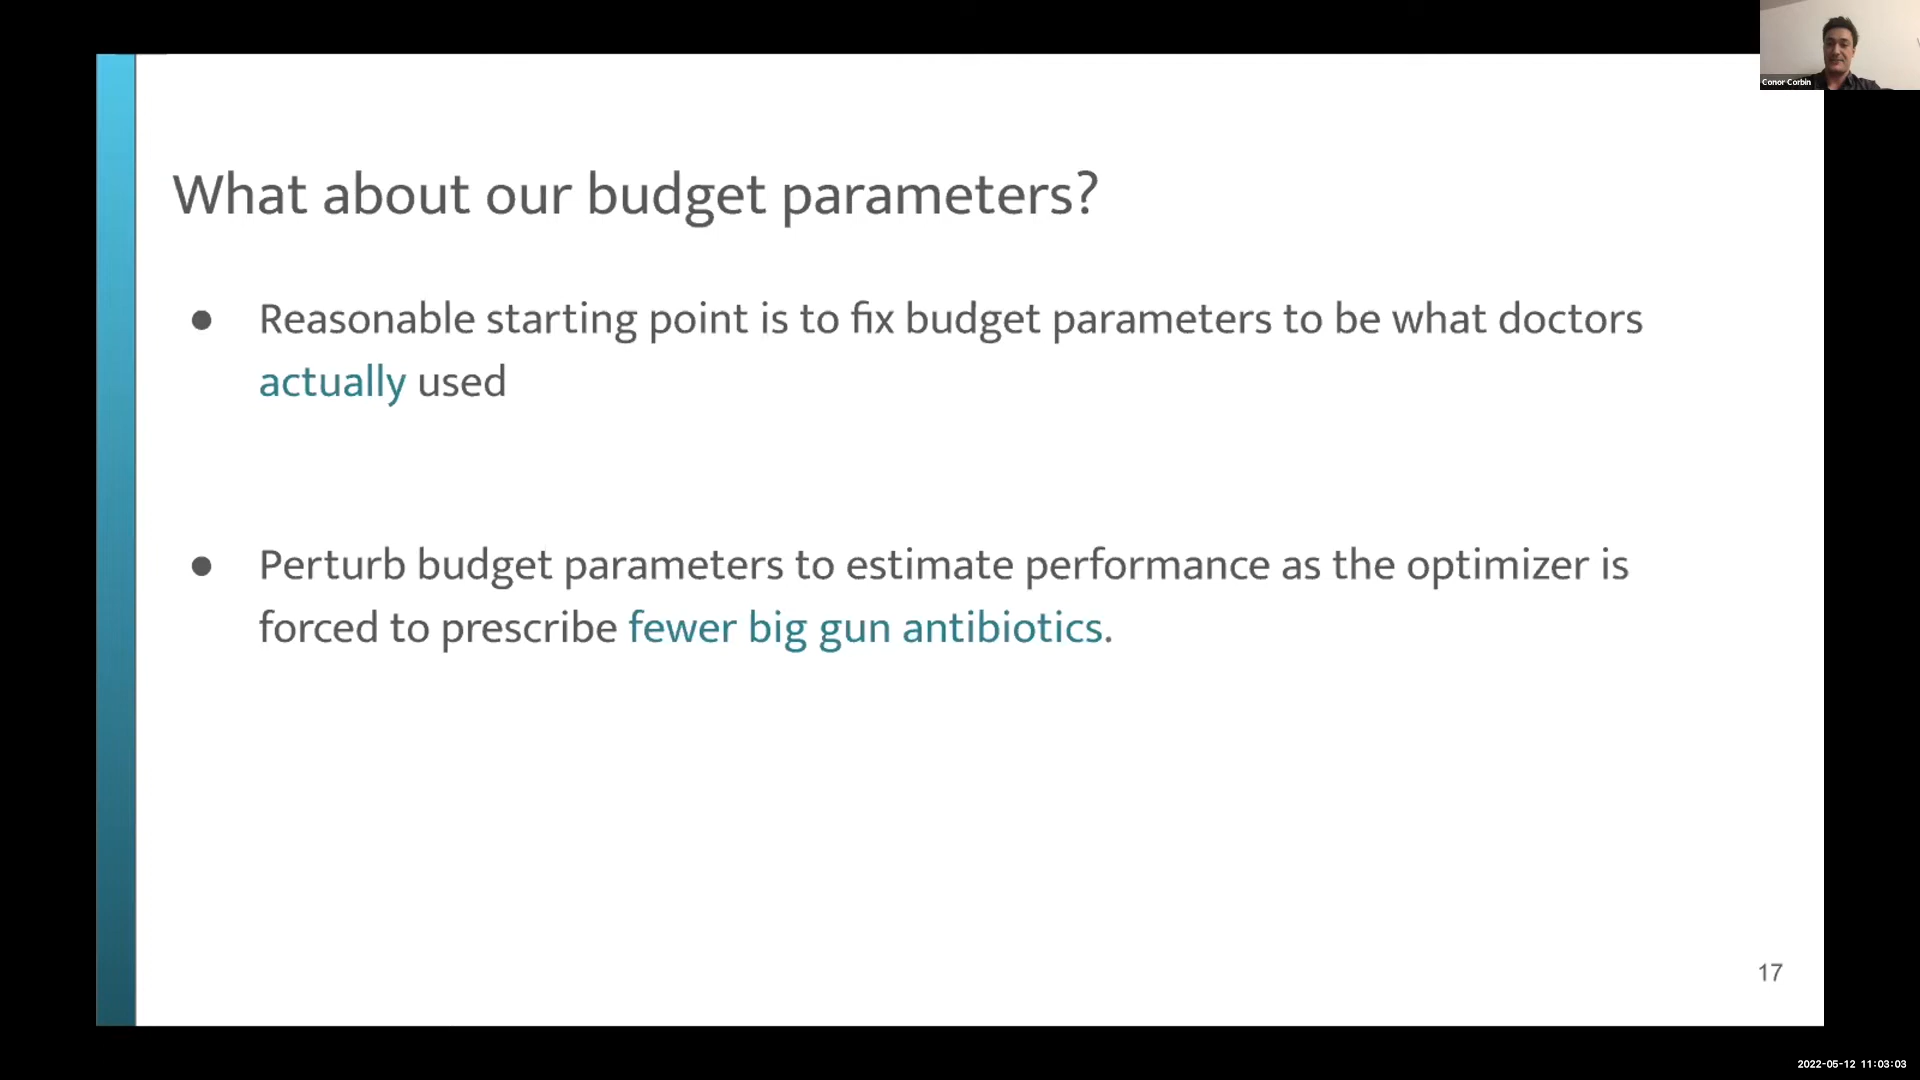 Conor Corbin
What about our budget parameters?
● Reasonable starting point is to fix budget parameters to be what doctors
actually used
● Perturb budget parameters to estimate performance as the optimizer is
forced to prescribe fewer big gun antibiotics.
17
2022-05-12 11:03:03